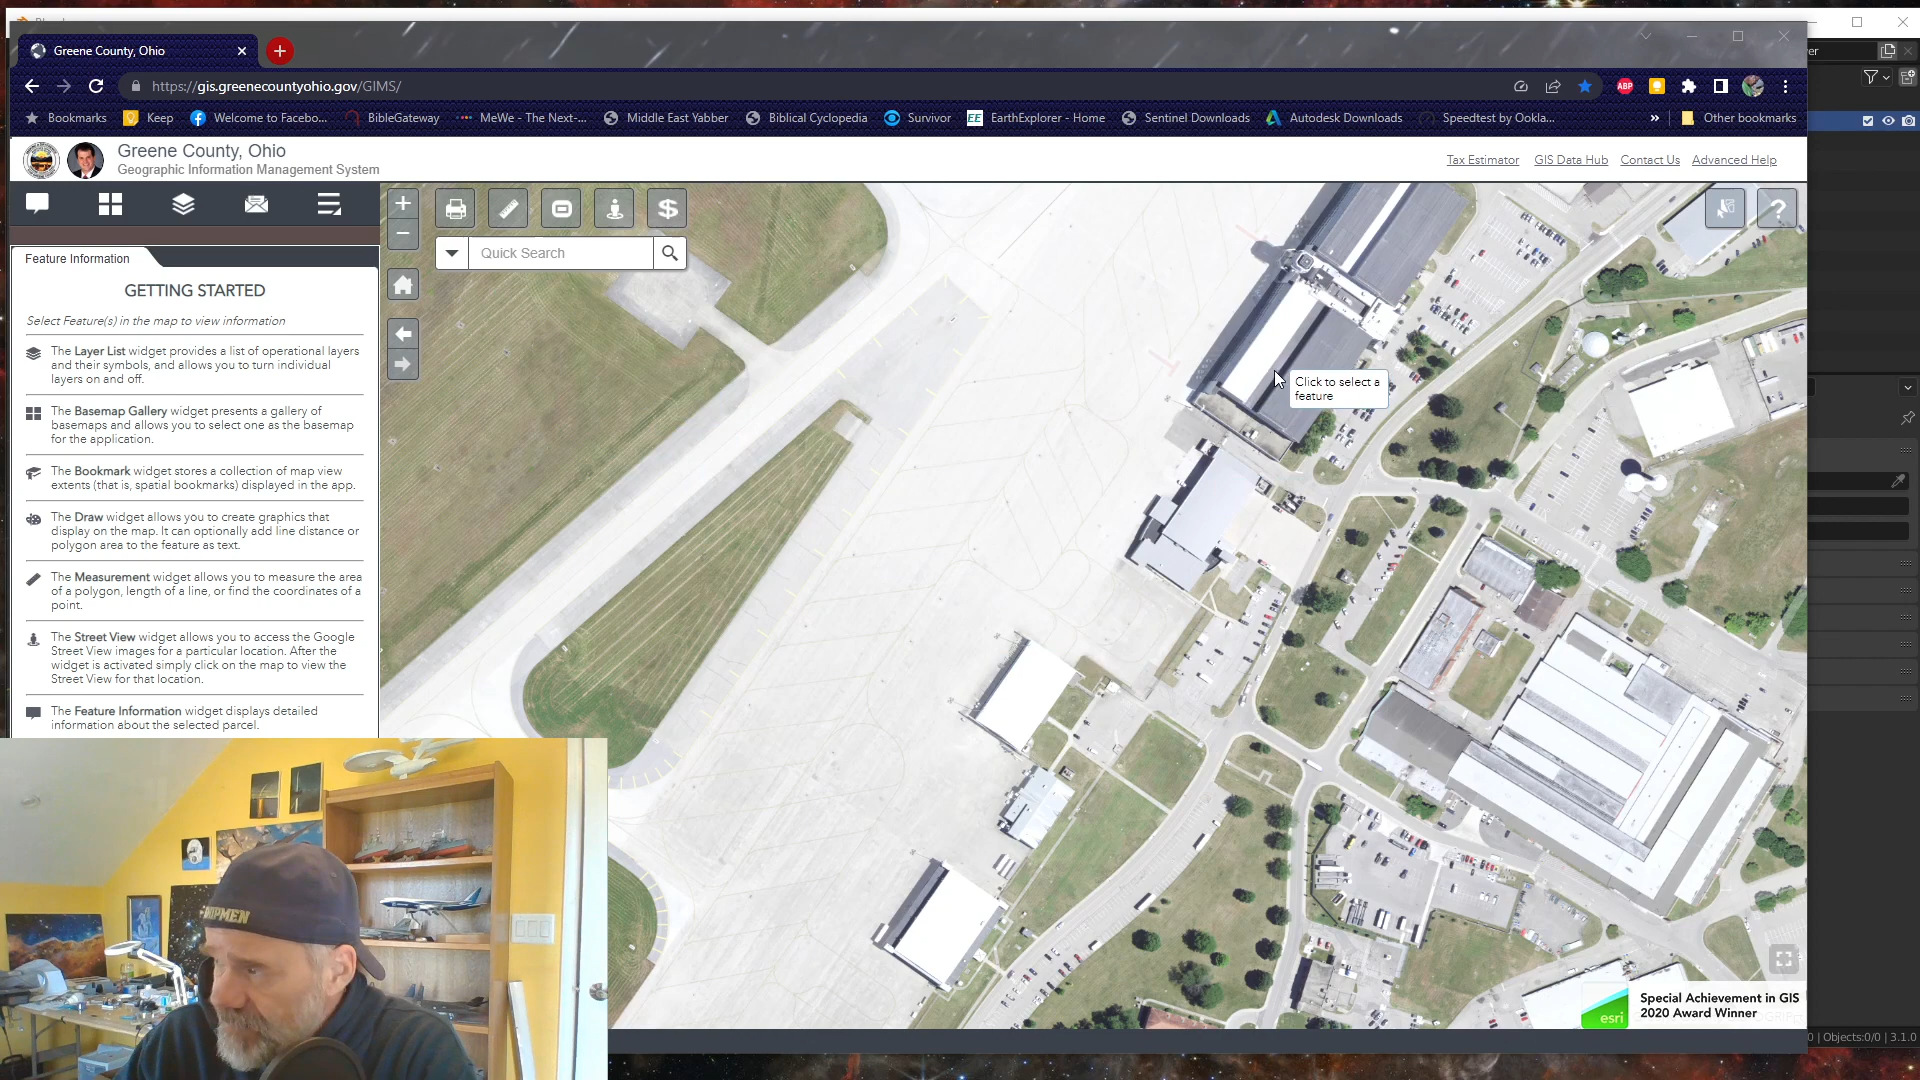 Greene County, Ohio
https://gis.greenecountyohio.gov/GIMS/
Bookmarks
Keep
Welcome to Facebo...
BibleGateway
MeWe - The Next-...
Middle East Yabber
Biblical Cyclopedia
Survivor
EE
EarthExplorer - Home
Sentinel Downloads
Autodesk Downloads
Speedtest by Ookla...
»
Other bookmarks
ABP
Greene County, Ohio
Geographic Information Management System
Tax Estimator
GIS Data Hub
Contact Us
Advanced Help
Quick Search
Feature Information
GETTING STARTED
Select Feature(s) in the map to view information
The Layer List widget provides a list of operational layers
and their symbols, and allows you to turn individual
layers on and off.
The Basemap Gallery widget presents a gallery of
basemaps and allows you to select one as the basemap
for the application.
The Bookmark widget stores a collection of map view
extents (that is, spatial bookmarks) displayed in the app.
The Draw widget allows you to create graphics that
display on the map. It can optionally add line distance or
polygon area to the feature as text.
The Measurement widget allows you to measure the area
of a polygon, length of a line, or find the coordinates of a
point.
The Street View widget allows you to access the Google
Street View images for a particular location. After the
widget is activated simply click on the map to view the
Street View for that location.
The Feature Information widget displays detailed
information about the selected parcel.
Click to select a
feature
esri
Special Achievement in GIS
2020 Award Winner
0 | Objects:0/0 | 3.1.0